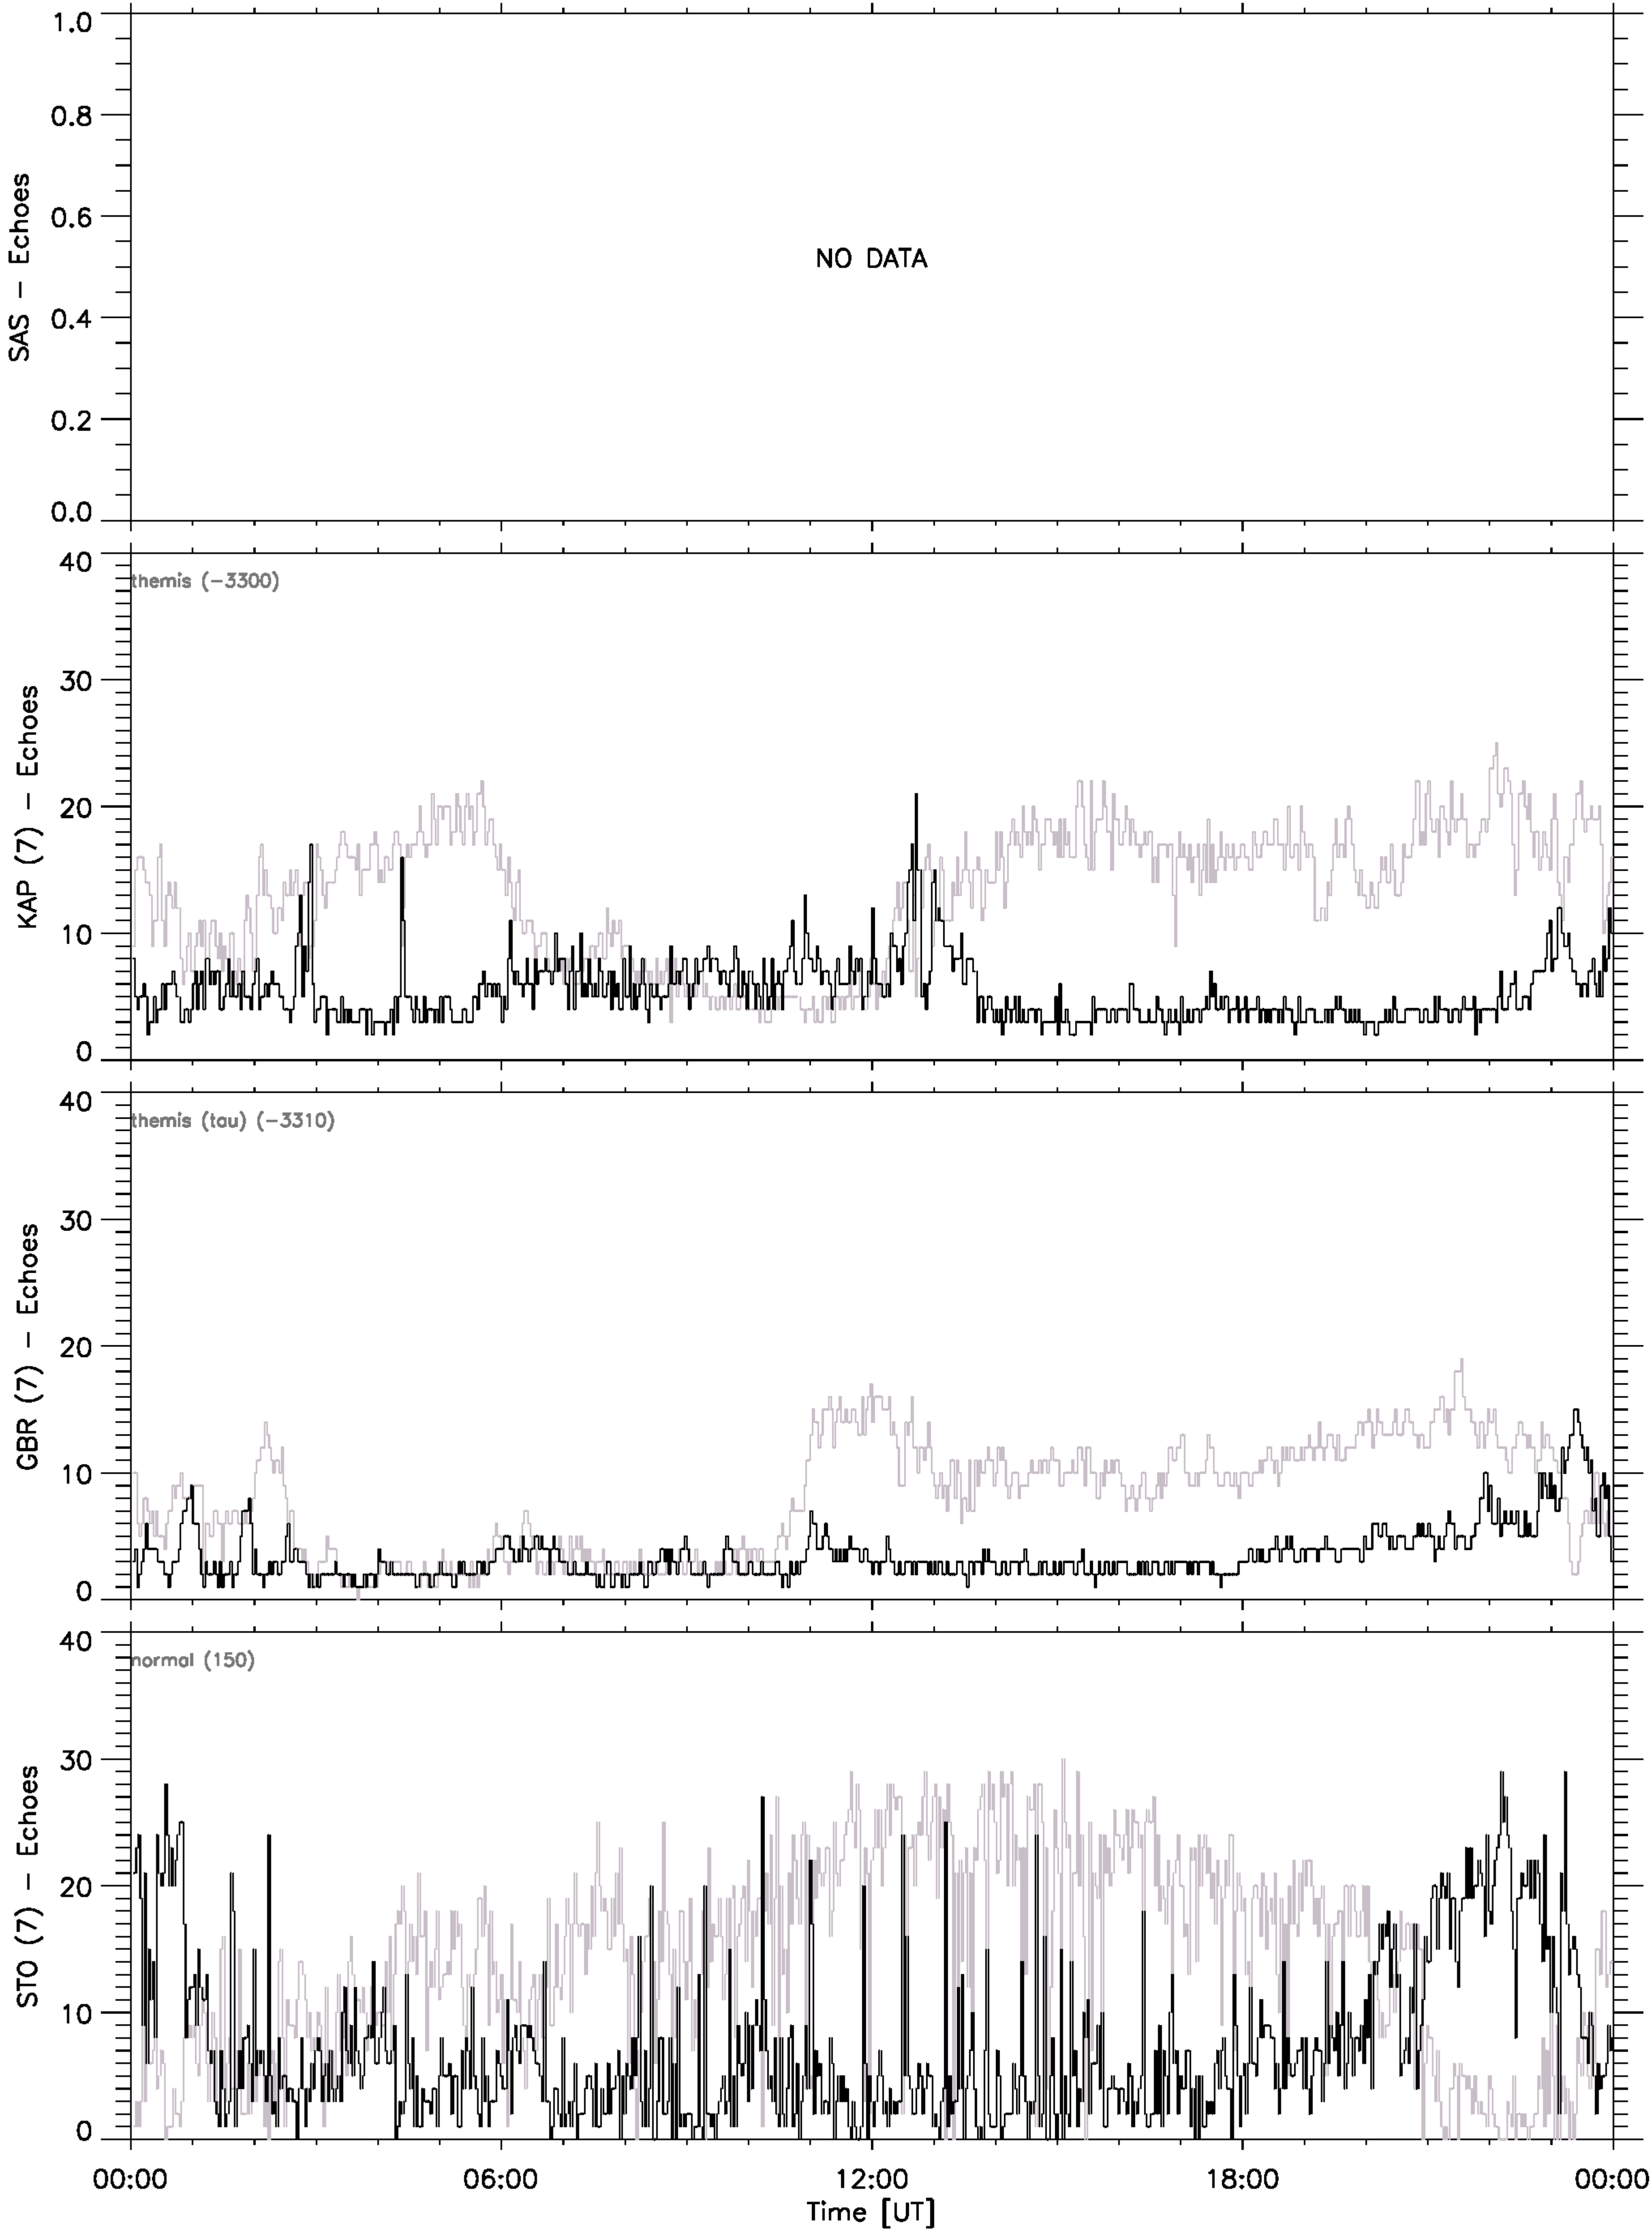 1.0
0.8
0.6
0.4
0.2
0.0
SAS - Echoes
NO DATA
40
30
20
10
0
KAP (7) - Echoes
themis (-3300)
40
30
20
10
0
GBR (7) - Echoes
themis (tau) (-3310)
40
30
20
10
0
STO (7) - Echoes
normal (150)
00:00 06:00 12:00 18:00 00:00
Time [UT]